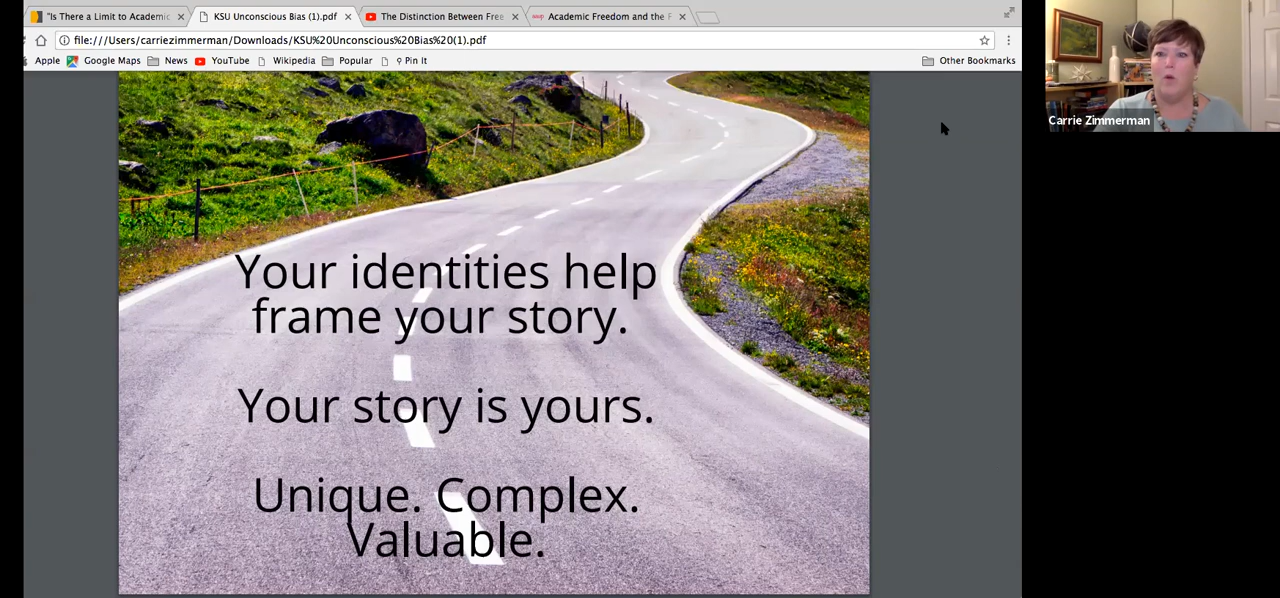 "Is There a Limit to Academic
KSU Unconscious Bias (1).pdf
The Distinction Between Free
Academic Freedom and the F
file:///Users/carriezimmerman/Downloads/KSU%20Unconscious%20Bias%20(1).pdf
Apple
Google Maps
News
YouTube
Wikipedia
Popular
Pin It
Other Bookmarks
Carrie Zimmerman
Your identities help
frame your story.
Your story is yours.
Unique. Complex.
Valuable.